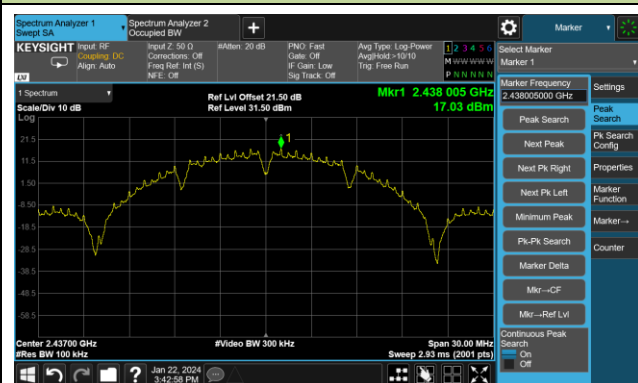 Spectrum Analyzer 1
Swept SA
Spectrum Analyzer 2
Occupied BW
+
Marker
KEYSIGHT
Input: RF
Coupling: DC
Align: Auto
Input Z: 50 Ω
Corrections: Off
Freq Ref: Int (S)
NFE: Off
#Atten: 20 dB
PNO: Fast
Gate: Off
IF Gain: Low
Sig Track: Off
Avg Type: Log-Power
Avg|Hold:>10/10
Trig: Free Run
1 2 3 4 5 6
M W W W W W
P N N N N N
Select Marker
Marker 1
LXI
1 Spectrum
Scale/Div 10 dB
Log
Ref Lvl Offset 21.50 dB
Ref Level 31.50 dBm
Mkr1 2.438 005 GHz
17.03 dBm
21.5
11.5
1.50
-8.50
-18.5
-38.5
-58.5
1
Center 2.43700 GHz
#Res BW 100 kHz
#Video BW 300 kHz
Span 30.00 MHz
Sweep 2.93 ms (2001 pts)
Marker Frequency
2.438005000 GHz
Peak Search
Next Peak
Next Pk Right
Next Pk Left
Minimum Peak
Pk-Pk Search
Marker Delta
Mkr→CF
Mkr→Ref Lvl
Continuous Peak
Search
On
Off
Settings
Peak
Search
Pk Search
Config
Properties
Marker
Function
Marker→
Counter
?
Jan 22, 2024
3:42:58 PM